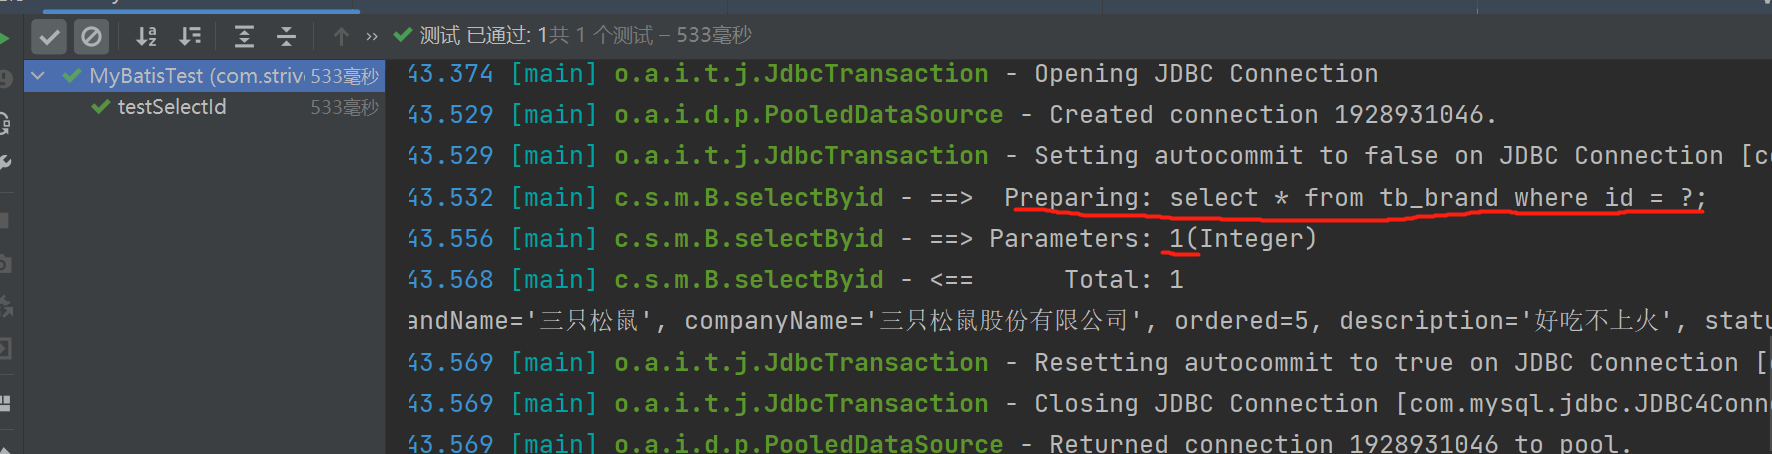 测试 已通过: 1共 1 个测试 – 533毫秒
MyBatisTest (com.strive 533毫秒
testSelectId 533毫秒
43.374 [main] o.a.i.t.j.JdbcTransaction - Opening JDBC Connection
43.529 [main] o.a.i.d.p.PooledDataSource - Created connection 1928931046.
43.529 [main] o.a.i.t.j.JdbcTransaction - Setting autocommit to false on JDBC Connection [co
43.532 [main] c.s.m.B.selectByid - ==>  Preparing: select * from tb_brand where id = ?;
43.556 [main] c.s.m.B.selectByid - ==> Parameters: 1(Integer)
43.568 [main] c.s.m.B.selectByid - <==      Total: 1
andName='三只松鼠', companyName='三只松鼠股份有限公司', ordered=5, description='好吃不上火', statu
43.569 [main] o.a.i.t.j.JdbcTransaction - Resetting autocommit to true on JDBC Connection [
43.569 [main] o.a.i.t.j.JdbcTransaction - Closing JDBC Connection [com.mysql.jdbc.JDBC4Conn
43.569 [main] o.a.i.d.p.PooledDataSource - Returned connection 1928931046 to pool.